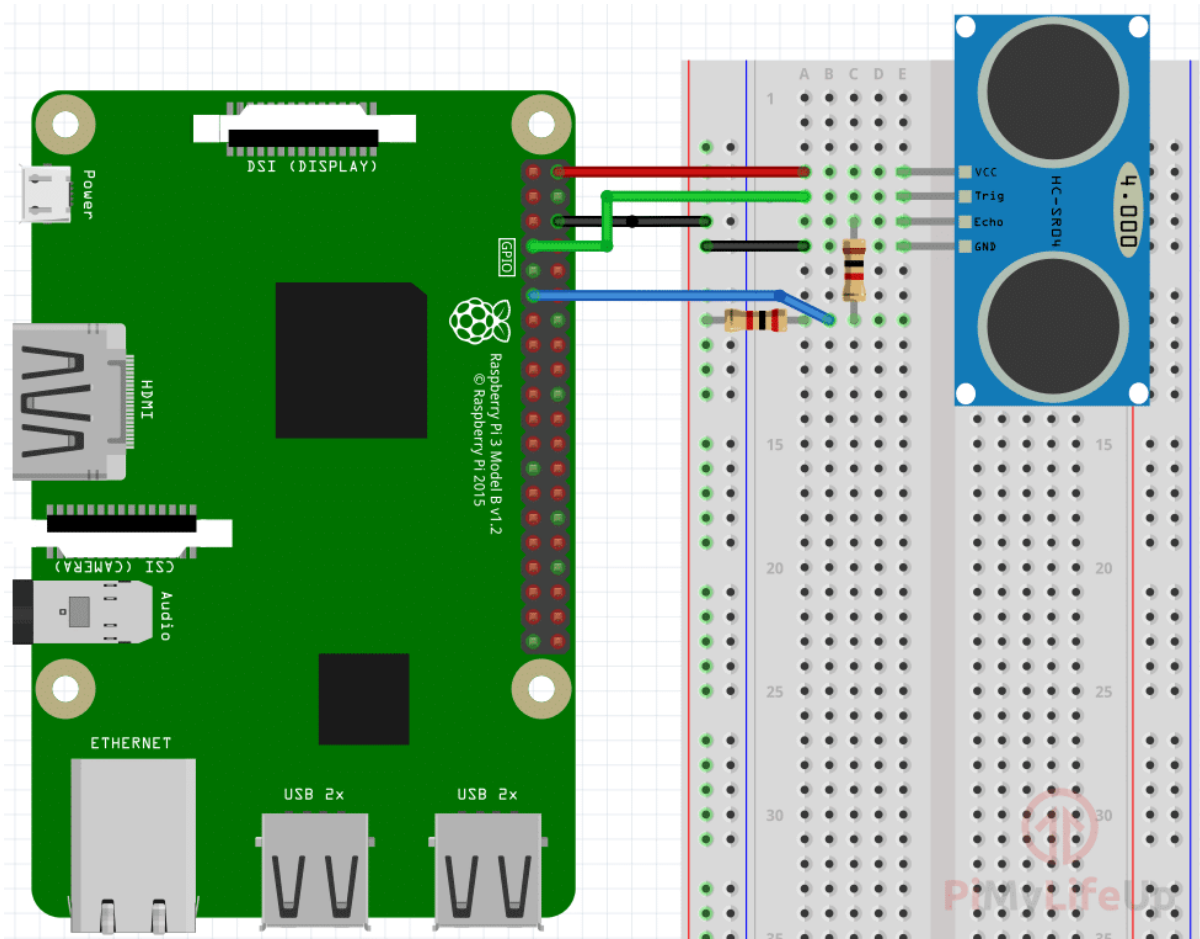 DSI (DISPLAY)
Power
A B C D E
1
VCC
Trig
Echo
GND
HC-SR04
4.000
GPIO
HDMI
Raspberry Pi 3 Model B v1.2
© Raspberry Pi 2015
CSI (CAMERA)
Audio
15 15
20 20
25 25
30 30
ETHERNET
USB 2x
USB 2x
PiMyLifeUp
35 35